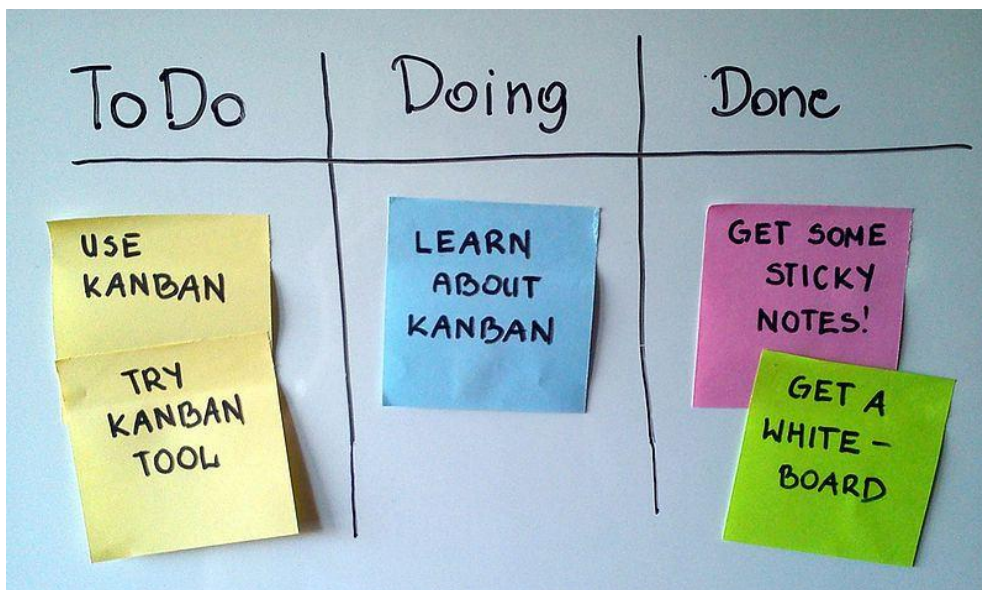 To Do
Doing
Done
USE
KANBAN
TRY
KANBAN
TOOL
LEARN
ABOUT
KANBAN
GET SOME
STICKY
NOTES!
GET A
WHITE-
BOARD